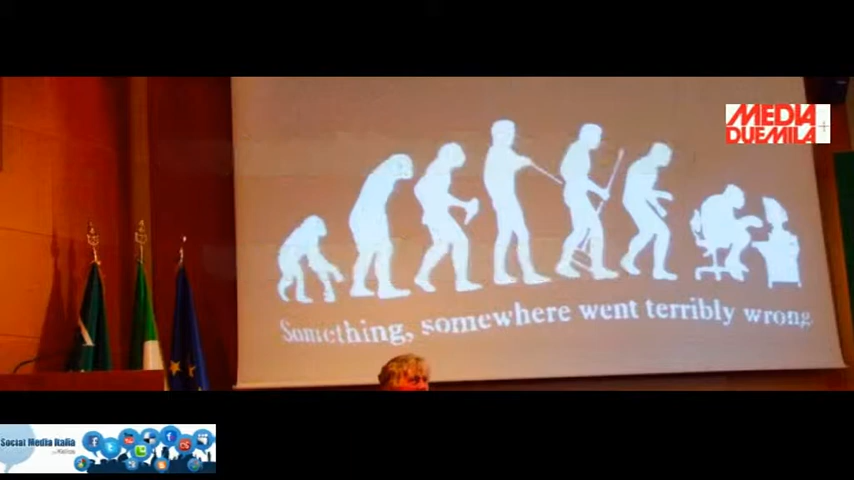 MEDIA
DUEMILA
Something, somewhere went terribly wrong
Social Media Italia